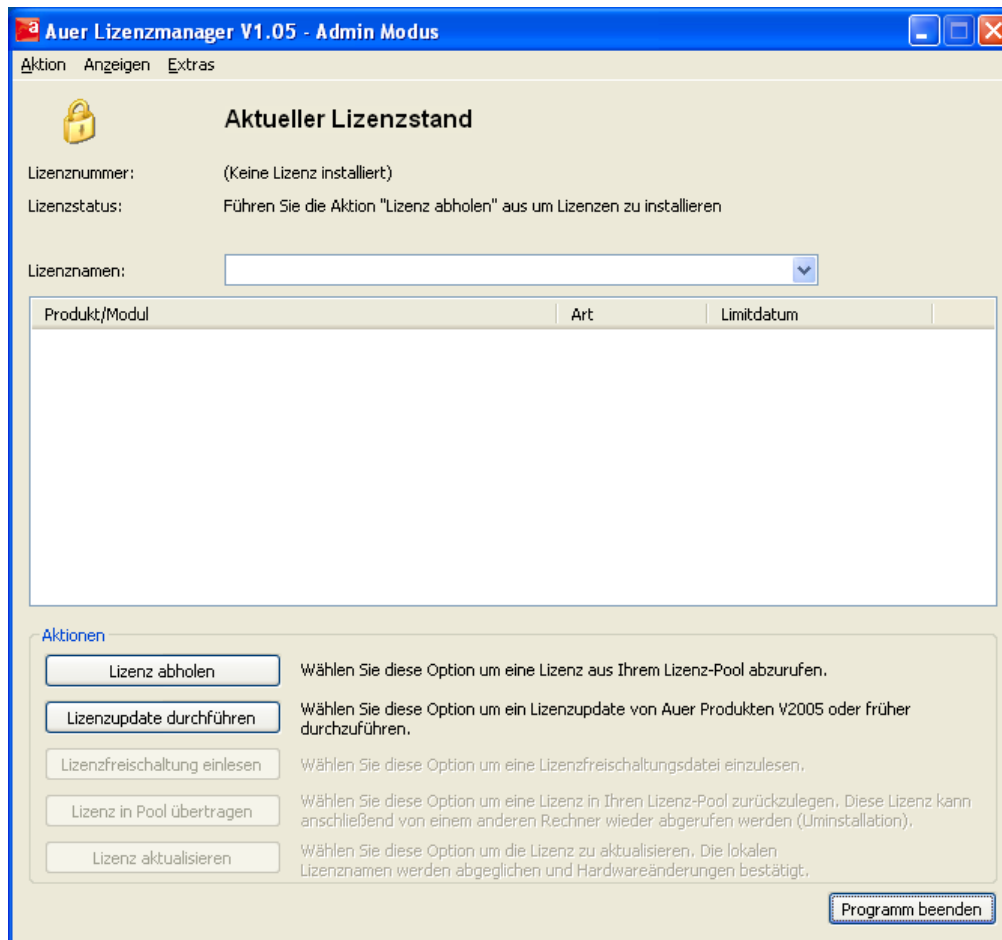 Auer Lizenzmanager V1.05 - Admin Modus
Aktion Anzeigen Extras
Aktueller Lizenzstand
Lizenznummer: (Keine Lizenz installiert)
Lizenzstatus: Führen Sie die Aktion "Lizenz abholen" aus um Lizenzen zu installieren
Lizenznamen:
Produkt/Modul Art Limitdatum
Aktionen
Lizenz abholen Wählen Sie diese Option um eine Lizenz aus Ihrem Lizenz-Pool abzurufen.
Lizenzupdate durchführen Wählen Sie diese Option um ein Lizenzupdate von Auer Produkten V2005 oder früher
durchzuführen.
Lizenzfreischaltung einlesen Wählen Sie diese Option um eine Lizenzfreischaltungsdatei einzulesen.
Lizenz in Pool übertragen Wählen Sie diese Option um eine Lizenz in Ihren Lizenz-Pool zurückzulegen. Diese Lizenz kann
anschließend von einem anderen Rechner wieder abgerufen werden (Uminstallation).
Lizenz aktualisieren Wählen Sie diese Option um die Lizenz zu aktualisieren. Die lokalen
Lizenznamen werden abgeglichen und Hardwareänderungen bestätigt.
Programm beenden